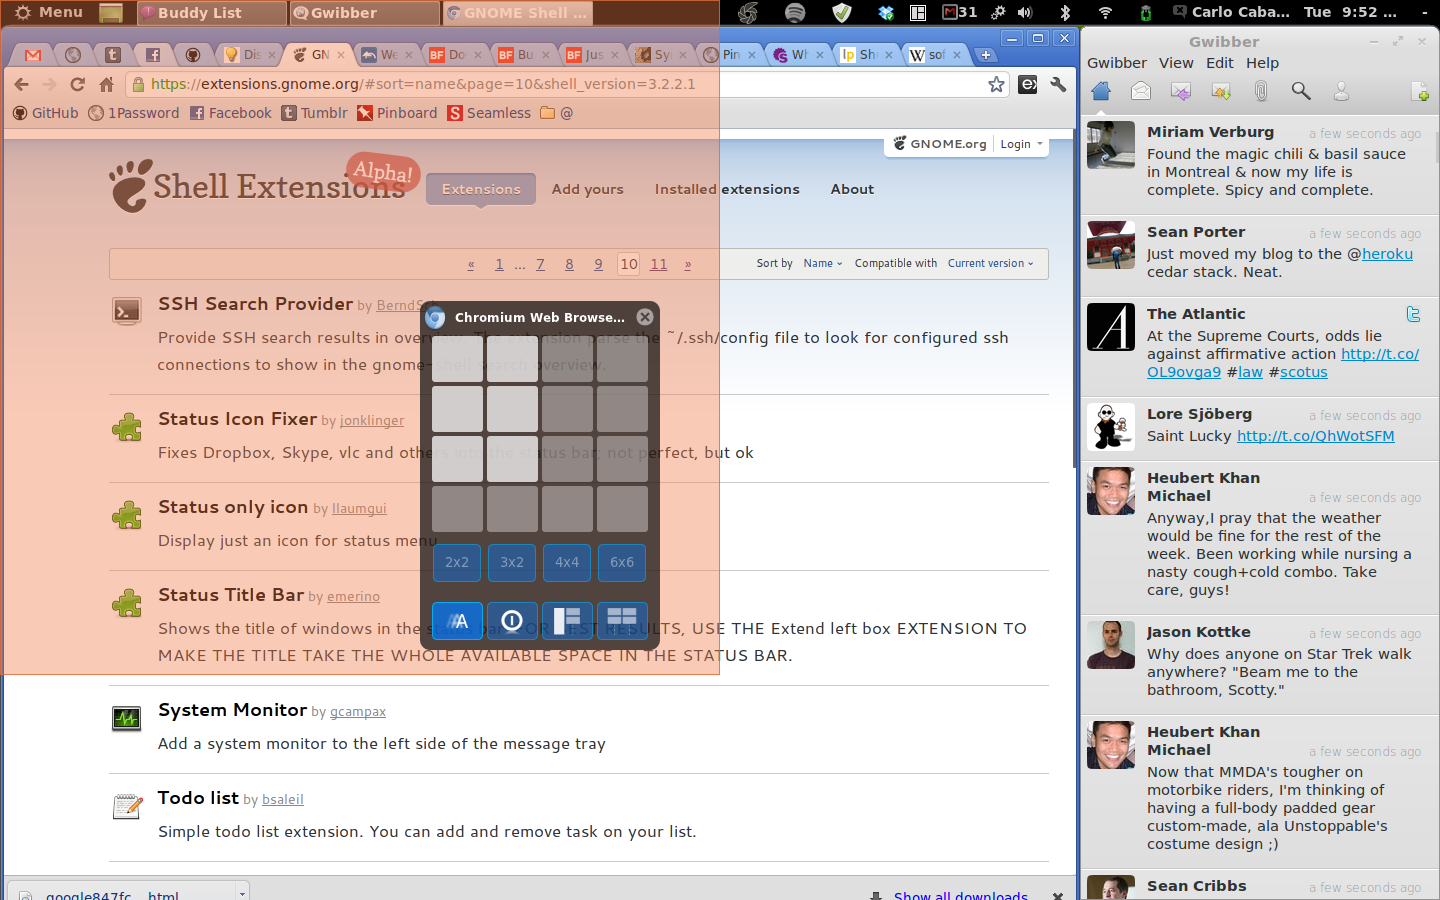 Menu
Buddy List
Gwibber
GNOME Shell ...
31
Carlo Caba...
Tue 9:52 ...
GN
We
BF Do
BF Bu
BF Jus
Sy
Pin
Wh
lp She
W sof
https://extensions.gnome.org/#sort=name&page=10&shell_version=3.2.2.1
GitHub
1Password
Facebook
Tumblr
Pinboard
Seamless
@
GNOME.org
Login
Shell Extensions
Alpha!
Extensions
Add yours
Installed extensions
About
« 1 ... 7 8 9 10 11 »
Sort by Name
Compatible with Current version
SSH Search Provider by BerndSc
Provide SSH search results in overview. The extension parse the ~/.ssh/config file to look for configured ssh
connections to show in the gnome-shell search overview.
Status Icon Fixer by jonklinger
Fixes Dropbox, Skype, vlc and others into the status bar; not perfect, but ok
Status only icon by llaumgui
Display just an icon for status menu
Status Title Bar by emerino
Shows the title of windows in the status bar. FOR BEST RESULTS, USE THE Extend left box EXTENSION TO
MAKE THE TITLE TAKE THE WHOLE AVAILABLE SPACE IN THE STATUS BAR.
System Monitor by gcampax
Add a system monitor to the left side of the message tray
Todo list by bsaleil
Simple todo list extension. You can add and remove task on your list.
google847fc....html
Show all downloads...
Chromium Web Browse...
2x2
3x2
4x4
6x6
Gwibber
Gwibber View Edit Help
Miriam Verburg
a few seconds ago
Found the magic chili & basil sauce
in Montreal & now my life is
complete. Spicy and complete.
Sean Porter
a few seconds ago
Just moved my blog to the @heroku
cedar stack. Neat.
The Atlantic
At the Supreme Courts, odds lie
against affirmative action http://t.co/
OL9ovga9 #law #scotus
Lore Sjöberg
a few seconds ago
Saint Lucky http://t.co/QhWotSFM
Heubert Khan
Michael
a few seconds ago
Anyway,I pray that the weather
would be fine for the rest of the
week. Been working while nursing a
nasty cough+cold combo. Take
care, guys!
Jason Kottke
a few seconds ago
Why does anyone on Star Trek walk
anywhere? "Beam me to the
bathroom, Scotty."
Heubert Khan
Michael
a few seconds ago
Now that MMDA's tougher on
motorbike riders, I'm thinking of
having a full-body padded gear
custom-made, ala Unstoppable's
costume design ;)
Sean Cribbs
a few seconds ago